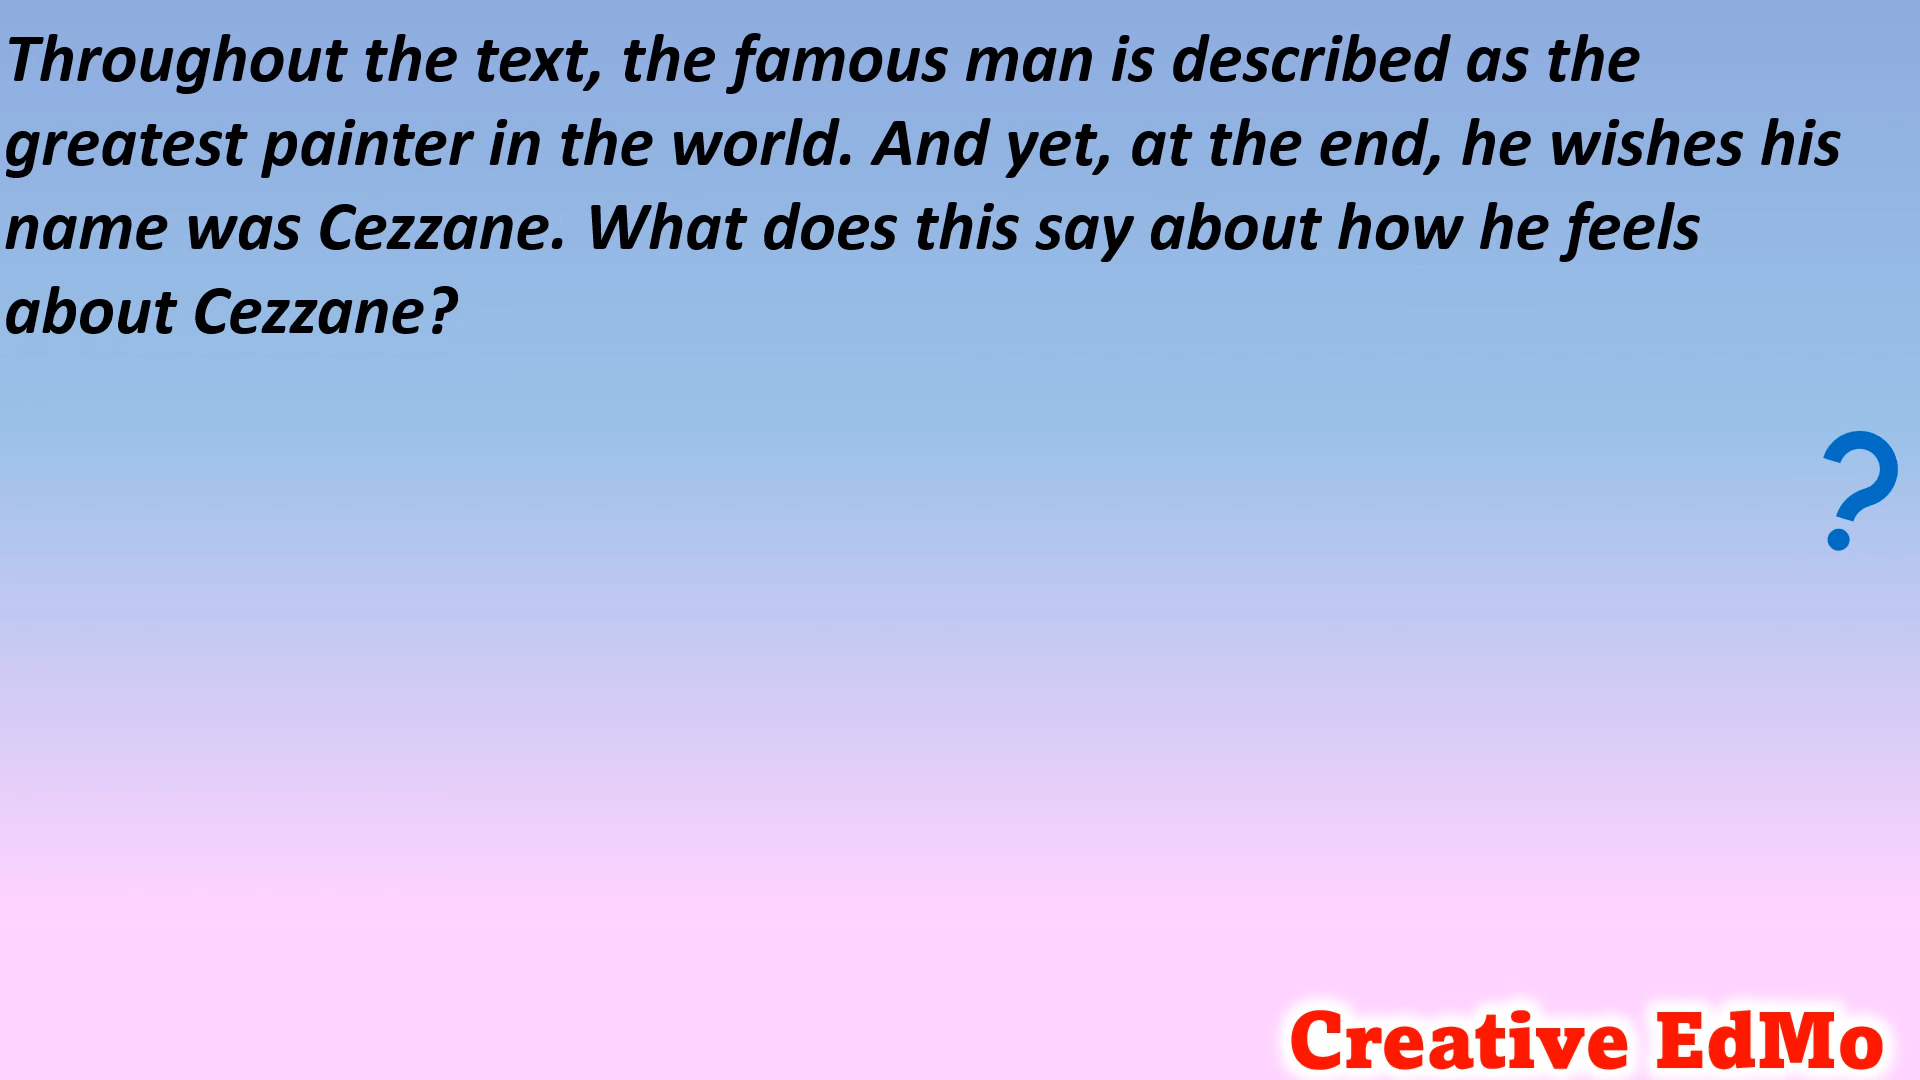 Throughout the text, the famous man is described as the
greatest painter in the world. And yet, at the end, he wishes his
name was Cezzane. What does this say about how he feels
about Cezzane?
?
Creative EdMo